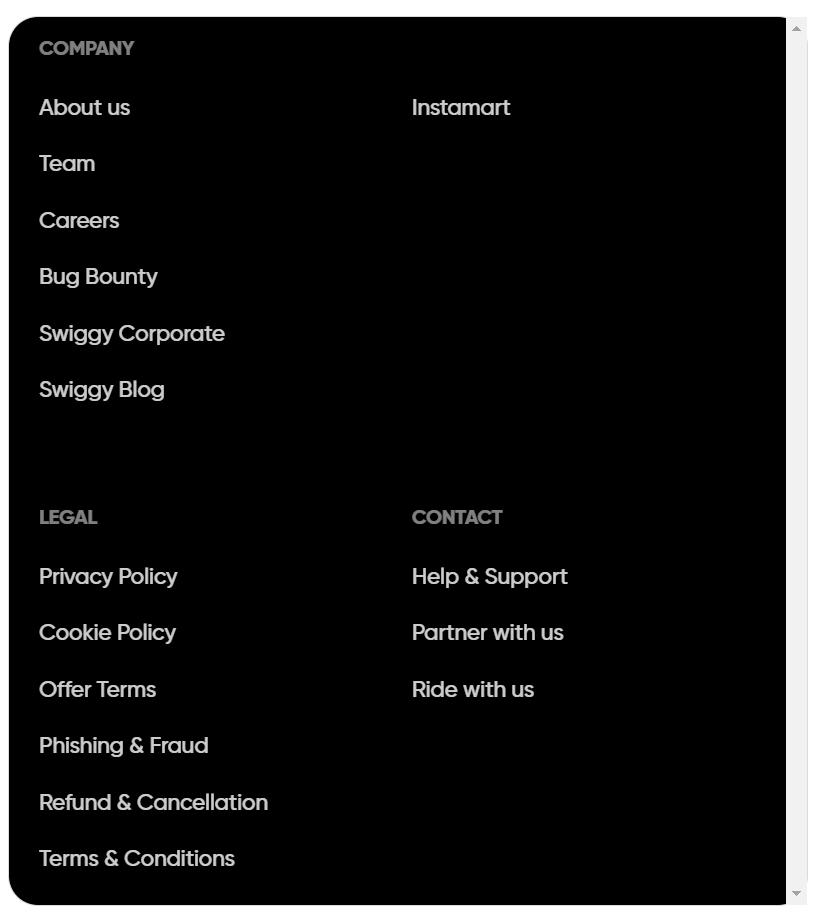 COMPANY
About us
Instamart
Team
Careers
Bug Bounty
Swiggy Corporate
Swiggy Blog
LEGAL
Privacy Policy
Cookie Policy
Offer Terms
Phishing & Fraud
Refund & Cancellation
Terms & Conditions
CONTACT
Help & Support
Partner with us
Ride with us